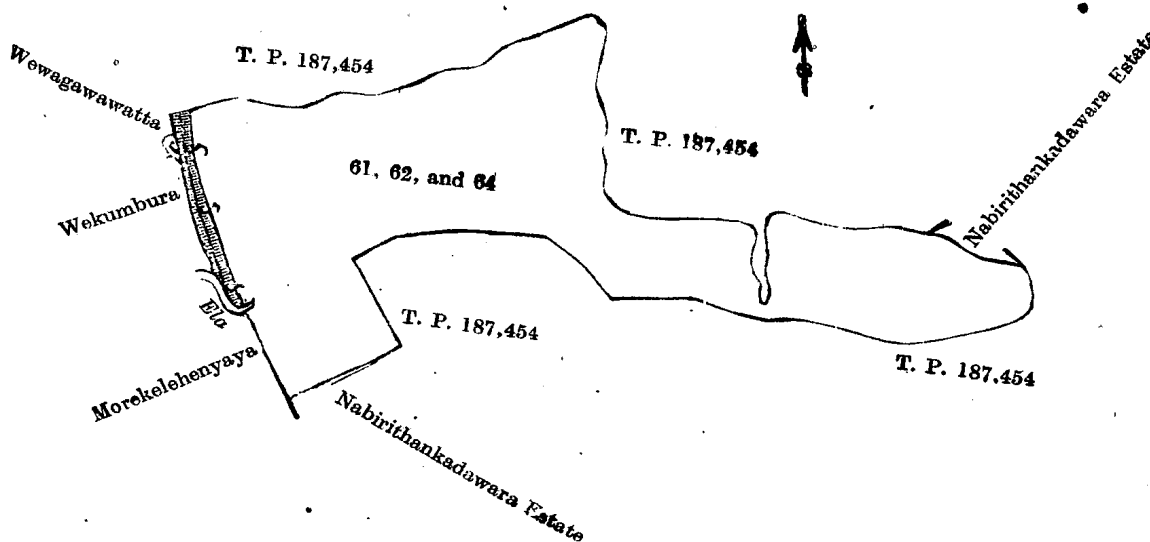 Wewagawawatta
T. P. 187,454
Nabirithankadawara Estate
T. P. 187,454
61, 62, and 64
Wekumbura
Ela
T. P. 187,454
Morekelehenyaya
T. P. 187,454
Nabirithankadawara Estate